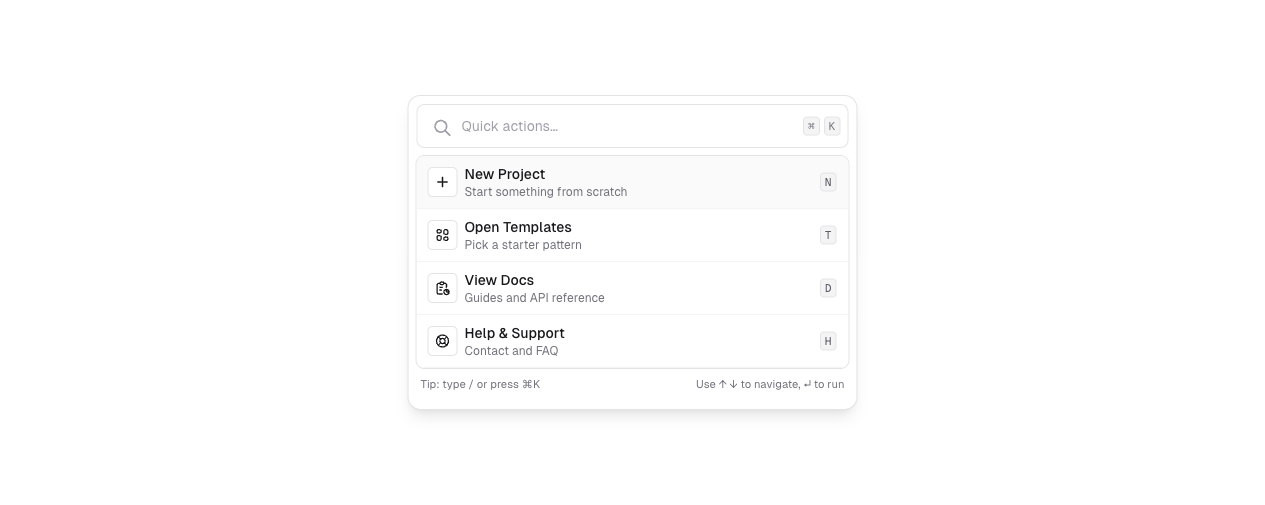 Quick actions… ⌘ K
New Project
Start something from scratch
N
Open Templates
Pick a starter pattern
T
View Docs
Guides and API reference
D
Help & Support
Contact and FAQ
H
Tip: type / or press ⌘K
Use ↑ ↓ to navigate, ↵ to run